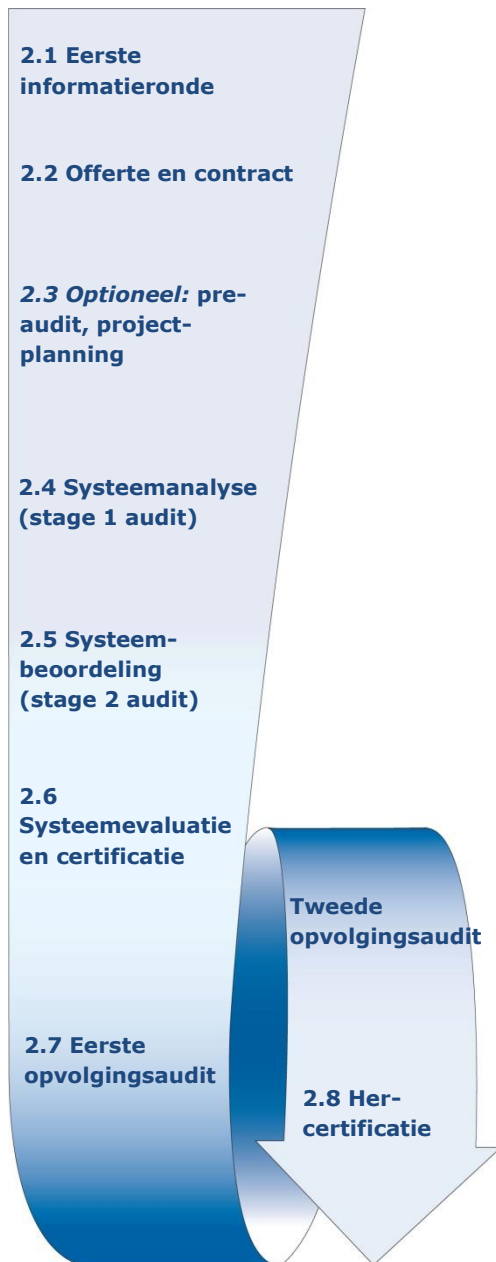 2.1 Eerste
informatieronde
2.2 Offerte en contract
2.3 Optioneel: pre-
audit, project-
planning
2.4 Systeemanalyse
(stage 1 audit)
2.5 Systeem-
beoordeling
(stage 2 audit)
2.6
Systeemevaluatie
en certificatie
2.7 Eerste
opvolgingsaudit
Tweede
opvolgingsaudit
2.8 Her-
certificatie